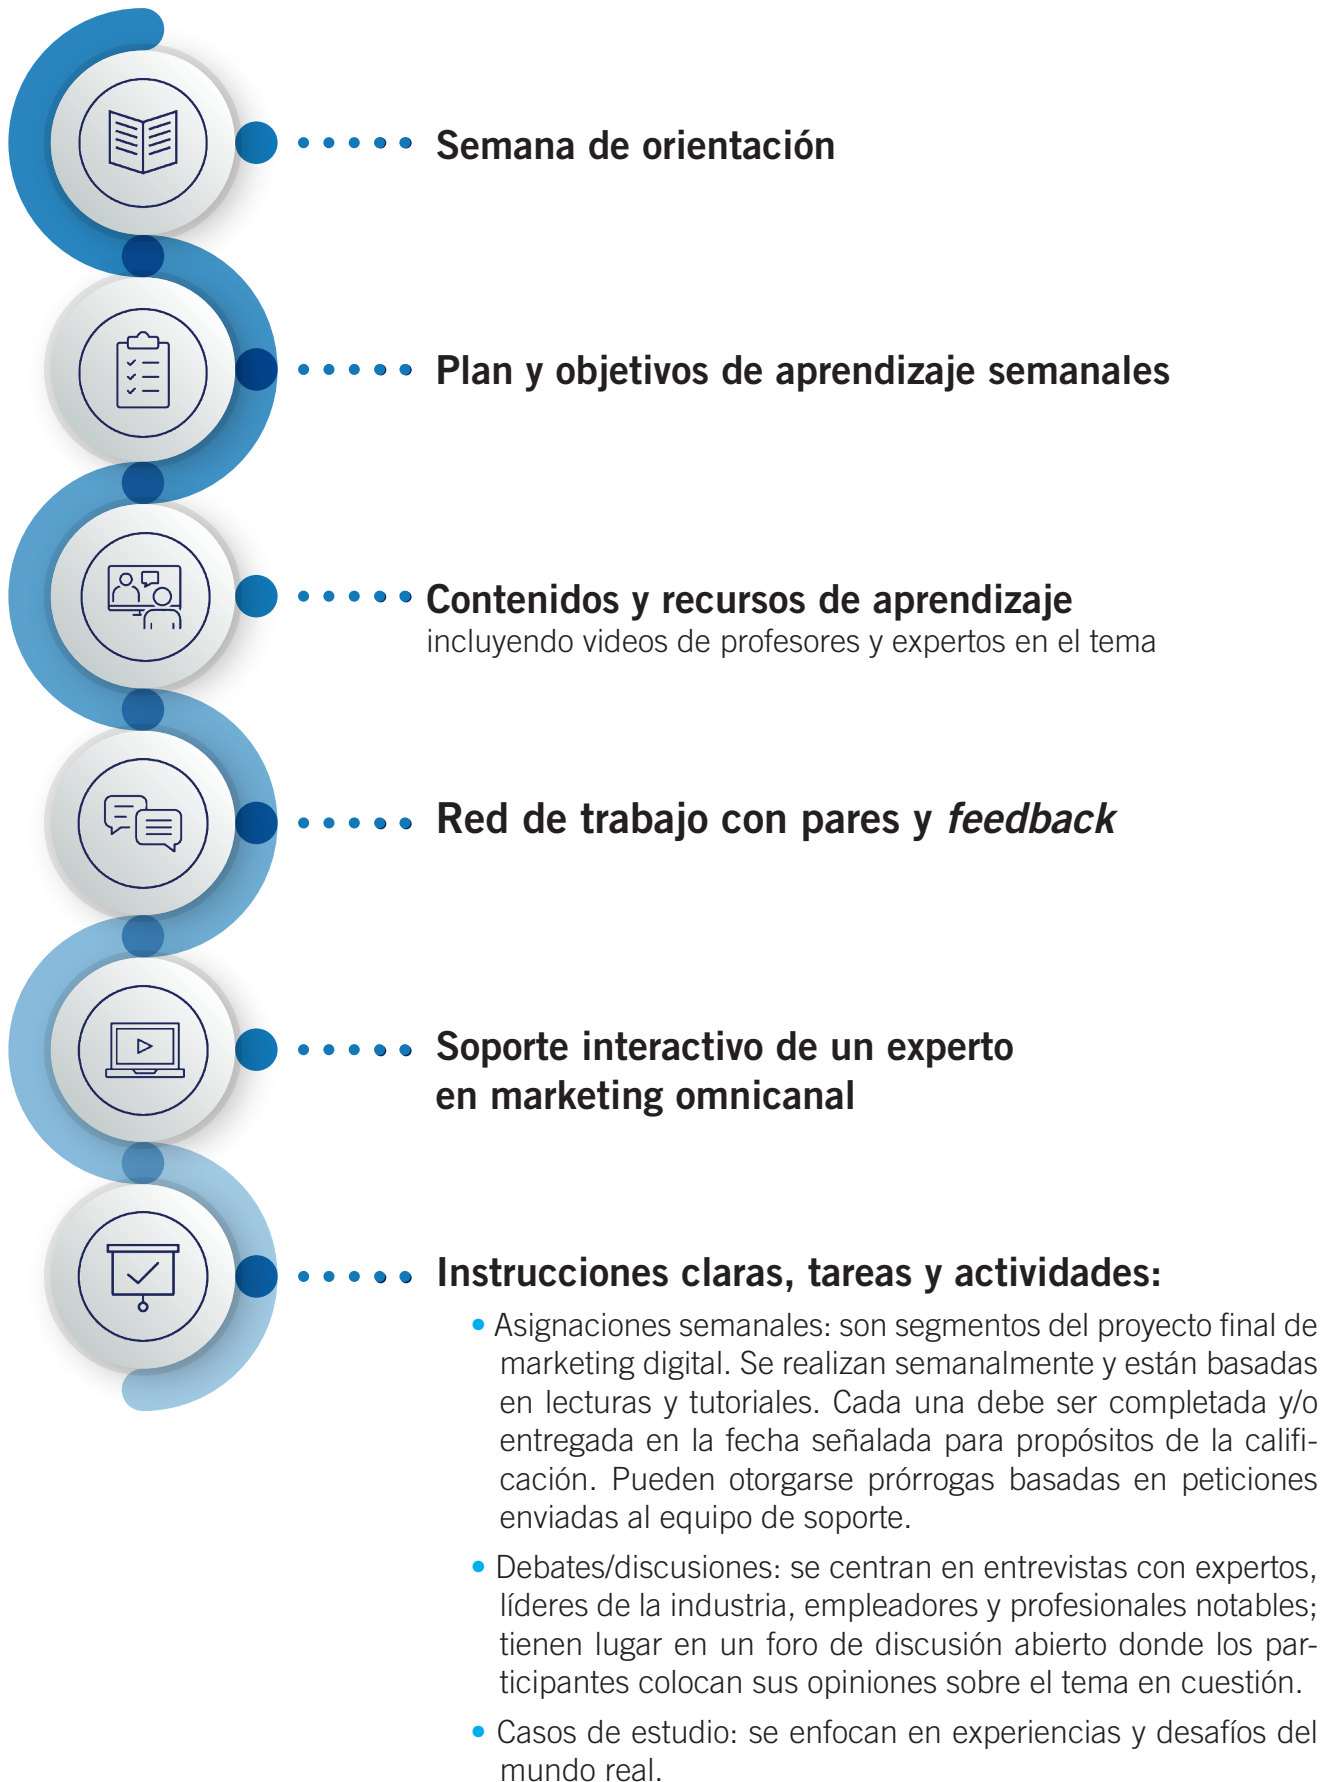 Semana de orientación
Plan y objetivos de aprendizaje semanales
Contenidos y recursos de aprendizaje
incluyendo videos de profesores y expertos en el tema
Red de trabajo con pares y feedback
Soporte interactivo de un experto
en marketing omnicanal
Instrucciones claras, tareas y actividades:
• Asignaciones semanales: son segmentos del proyecto final de
marketing digital. Se realizan semanalmente y están basadas
en lecturas y tutoriales. Cada una debe ser completada y/o
entregada en la fecha señalada para propósitos de la califi-
cación. Pueden otorgarse prórrogas basadas en peticiones
enviadas al equipo de soporte.
• Debates/discusiones: se centran en entrevistas con expertos,
líderes de la industria, empleadores y profesionales notables;
tienen lugar en un foro de discusión abierto donde los par-
ticipantes colocan sus opiniones sobre el tema en cuestión.
• Casos de estudio: se enfocan en experiencias y desafíos del
mundo real.